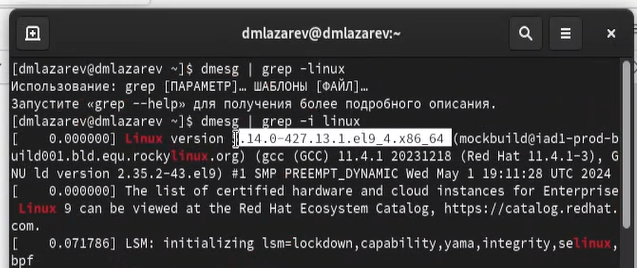 dmlazarev@dmlazarev:~
[dmlazarev@dmlazarev ~]$ dmesg | grep -linux
Использование: grep [ПАРАМЕТР]… ШАБЛОНЫ [ФАЙЛ]…
Запустите «grep --help» для получения более подробного описания.
[dmlazarev@dmlazarev ~]$ dmesg | grep -i linux
[    0.000000] Linux version .14.0-427.13.1.el9_4.x86_64 (mockbuild@iad1-prod-b
uild001.bld.equ.rockylinux.org) (gcc (GCC) 11.4.1 20231218 (Red Hat 11.4.1-3), G
NU ld version 2.35.2-43.el9) #1 SMP PREEMPT_DYNAMIC Wed May 1 19:11:28 UTC 2024
[    0.000000] The list of certified hardware and cloud instances for Enterprise
Linux 9 can be viewed at the Red Hat Ecosystem Catalog, https://catalog.redhat.
com.
[    0.071786] LSM: initializing lsm=lockdown,capability,yama,integrity,selinux,
bpf